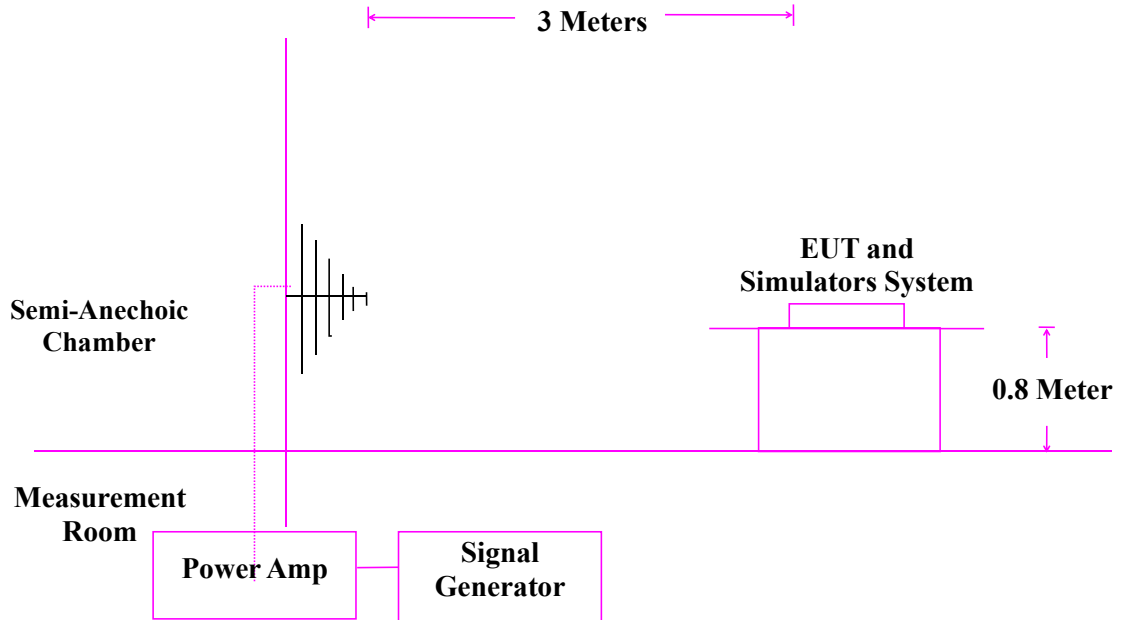 3 Meters
EUT and
Simulators System
Semi-Anechoic
Chamber
0.8 Meter
Measurement
Room
Power Amp
Signal
Generator